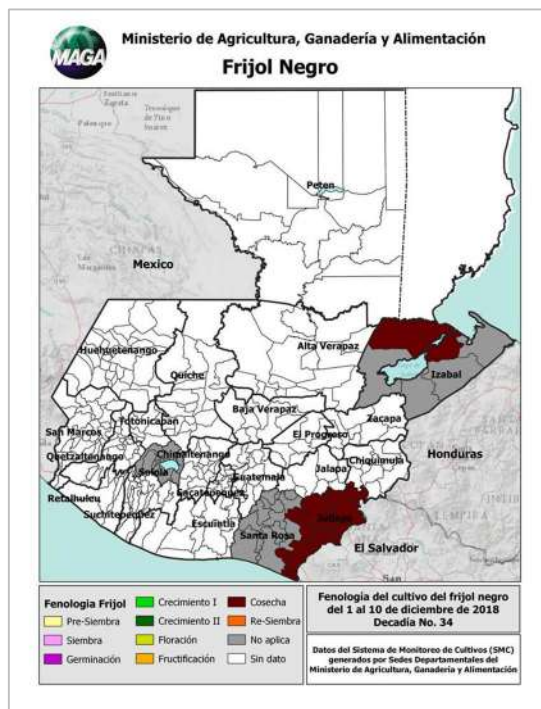 MAGA
Ministerio de Agricultura, Ganadería y Alimentación
Frijol Negro
Peten
Mexico
Alta Verapaz
Huehuetenango
Quiche
Izabal
Baja Verapaz
Zacapa
Totonicapán
San Marcos
El Progreso
Quetzaltenango
Chimaltenango
Honduras
Sololá
Guatemala
Jalapa
Chiquimula
Retalhuleu
Sacatepequez
Suchitepequez
Escuintla
Santa Rosa
Jutiapa
El Salvador
San
Fenologia Frijol
Pre-Siembra
Siembra
Germinación
Crecimiento I
Crecimiento II
Floración
Fructificación
Cosecha
Re-Siembra
No aplica
Sin dato
Fenología del cultivo del frijol negro
del 1 al 10 de diciembre de 2018
Decadía No. 34
Datos del Sistema de Monitoreo de Cultivos (SMC)
generados por Sedes Departamentales del
Ministerio de Agricultura, Ganadería y Alimentación